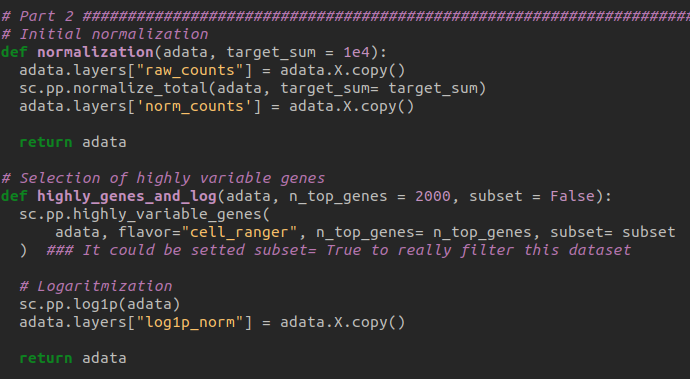 # Part 2 ####################################################################
# Initial normalization
def normalization(adata, target_sum = 1e4):
  adata.layers["raw_counts"] = adata.X.copy()
  sc.pp.normalize_total(adata, target_sum= target_sum)
  adata.layers['norm_counts'] = adata.X.copy()

  return adata

# Selection of highly variable genes
def highly_genes_and_log(adata, n_top_genes = 2000, subset = False):
  sc.pp.highly_variable_genes(
      adata, flavor="cell_ranger", n_top_genes= n_top_genes, subset= subset
  )  ### It could be setted subset= True to really filter this dataset

  # Logaritmization
  sc.pp.log1p(adata)
  adata.layers["log1p_norm"] = adata.X.copy()

  return adata